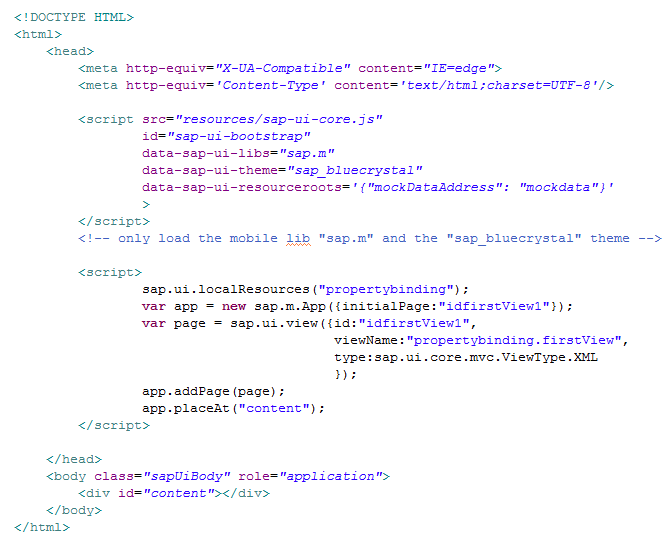 <!DOCTYPE HTML>
<html>
<head>
<meta http-equiv="X-UA-Compatible" content="IE=edge">
<meta http-equiv='Content-Type' content='text/html;charset=UTF-8'/>
<script src="resources/sap-ui-core.js"
id="sap-ui-bootstrap"
data-sap-ui-libs="sap.m"
data-sap-ui-theme="sap_bluecrystal"
data-sap-ui-resourceroots='{"mockDataAddress": "mockdata"}'
>
</script>
<!-- only load the mobile lib "sap.m" and the "sap_bluecrystal" theme -->
<script>
sap.ui.localResources("propertybinding");
var app = new sap.m.App({initialPage:"idfirstView1"});
var page = sap.ui.view({id:"idfirstView1",
viewName:"propertybinding.firstView",
type:sap.ui.core.mvc.ViewType.XML
});
app.addPage(page);
app.placeAt("content");
</script>
</head>
<body class="sapUiBody" role="application">
<div id="content"></div>
</body>
</html>